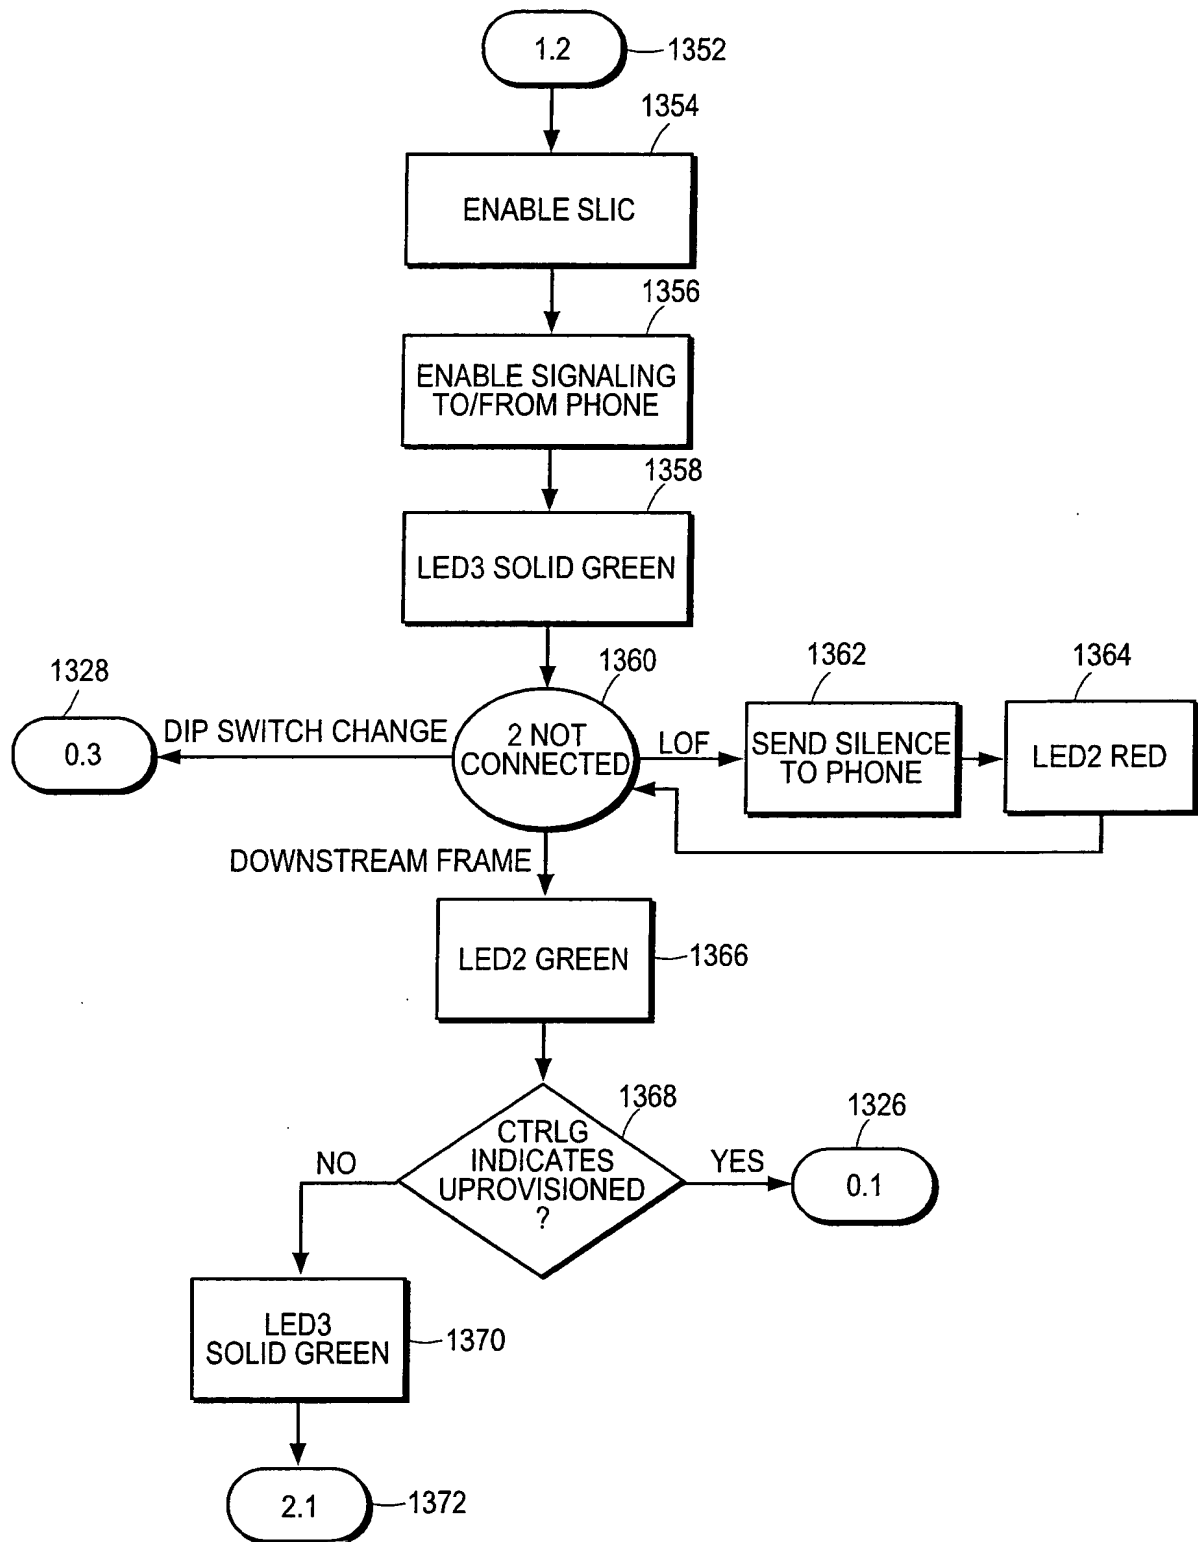 1.2
1352
1354
ENABLE SLIC
1356
ENABLE SIGNALING
TO/FROM PHONE
1358
LED3 SOLID GREEN
1328
0.3
DIP SWITCH CHANGE
1360
2 NOT
CONNECTED
LOF
1362
SEND SILENCE
TO PHONE
1364
LED2 RED
DOWNSTREAM FRAME
LED2 GREEN
1366
1368
CTRLG
INDICATES
UPROVISIONED
?
NO
YES
1326
0.1
LED3
SOLID GREEN
1370
2.1
1372